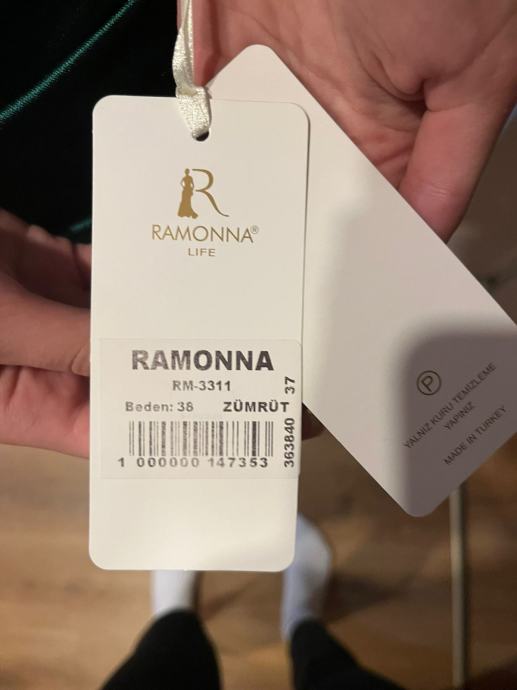 RAMONNA®
LIFE
RAMONNA
RM-3311
Beden: 38 ZÜMRÜT
1 000000 147353
363840 37
P
YALNIZ KURU TEMİZLEME
YAPINIZ
MADE IN TURKEY